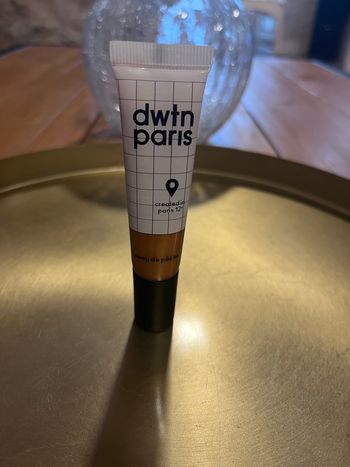 dwtn
paris
created in
paris 12e